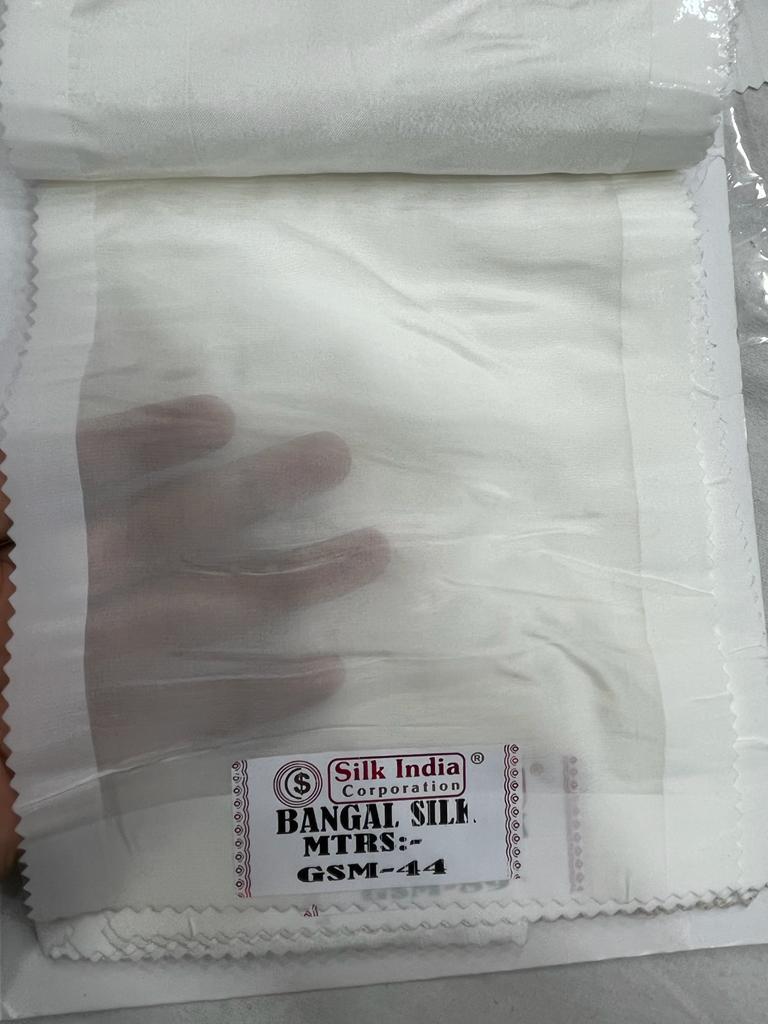 $ Silk India ®
Corporation
BANGAL SILK
MTRS:-
GSM-44